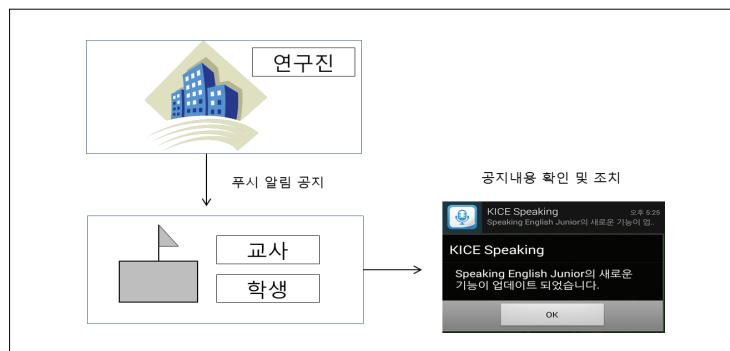 연구진
푸시 알림 공지
교사
학생
공지내용 확인 및 조치
KICE Speaking 오후 5:25
Speaking English Junior의 새로운 기능이 업..
KICE Speaking
Speaking English Junior의 새로운
기능이 업데이트 되었습니다.
OK